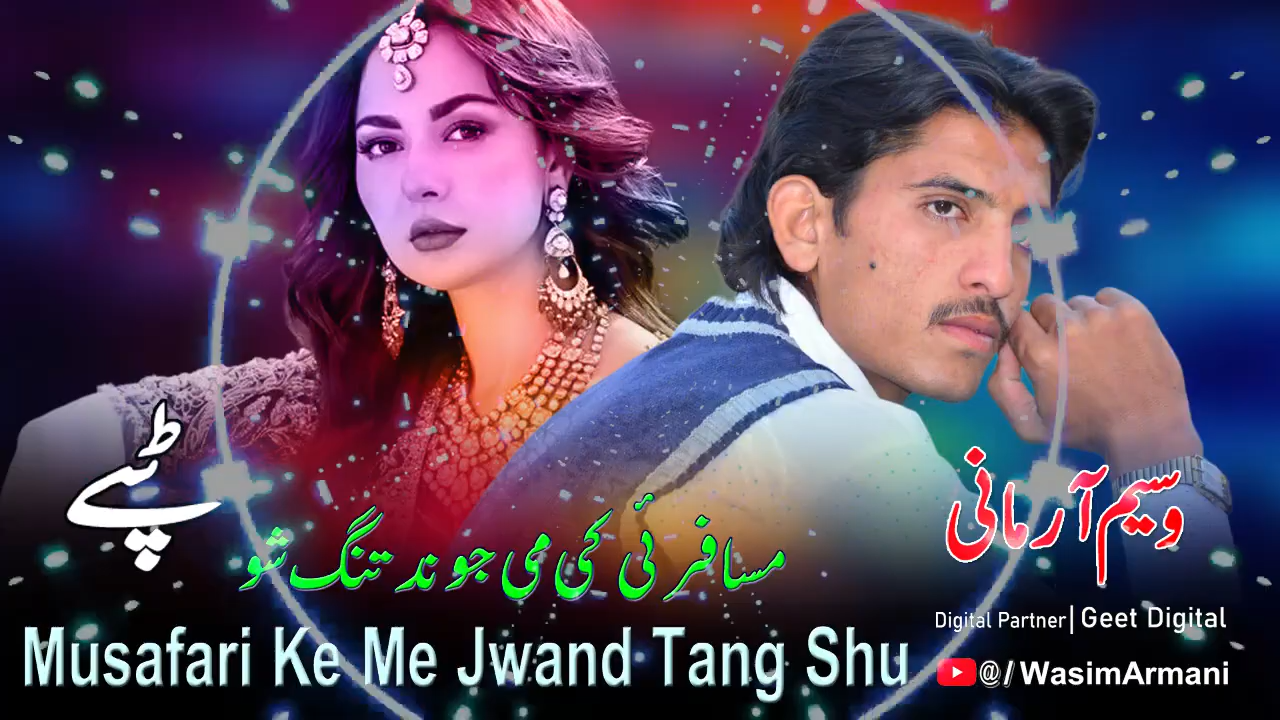 ٹپے
وسیم آرمانی
مسافرئی کی می جوند تنگ شو
Digital Partner | Geet Digital
Musafari Ke Me Jwand Tang Shu
@/WasimArmani